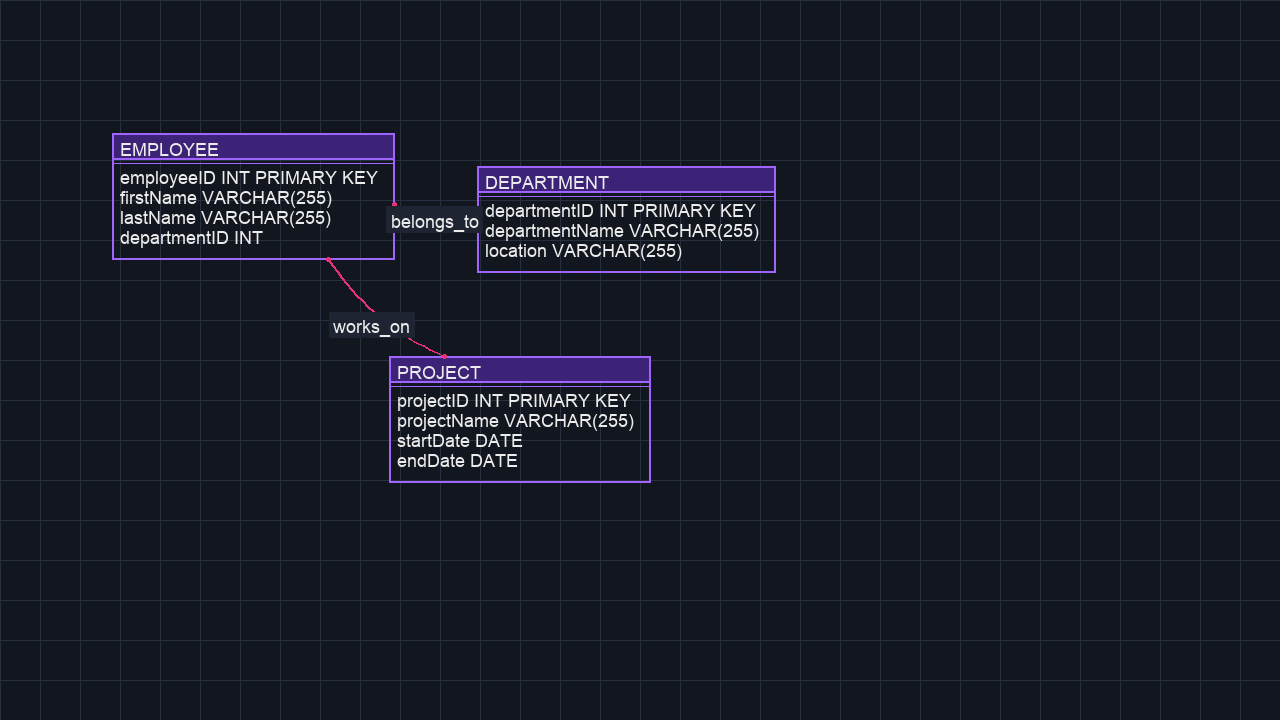 EMPLOYEE
employeeID INT PRIMARY KEY
firstName VARCHAR(255)
lastName VARCHAR(255)
departmentID INT
belongs_to
DEPARTMENT
departmentID INT PRIMARY KEY
departmentName VARCHAR(255)
location VARCHAR(255)
works_on
PROJECT
projectID INT PRIMARY KEY
projectName VARCHAR(255)
startDate DATE
endDate DATE